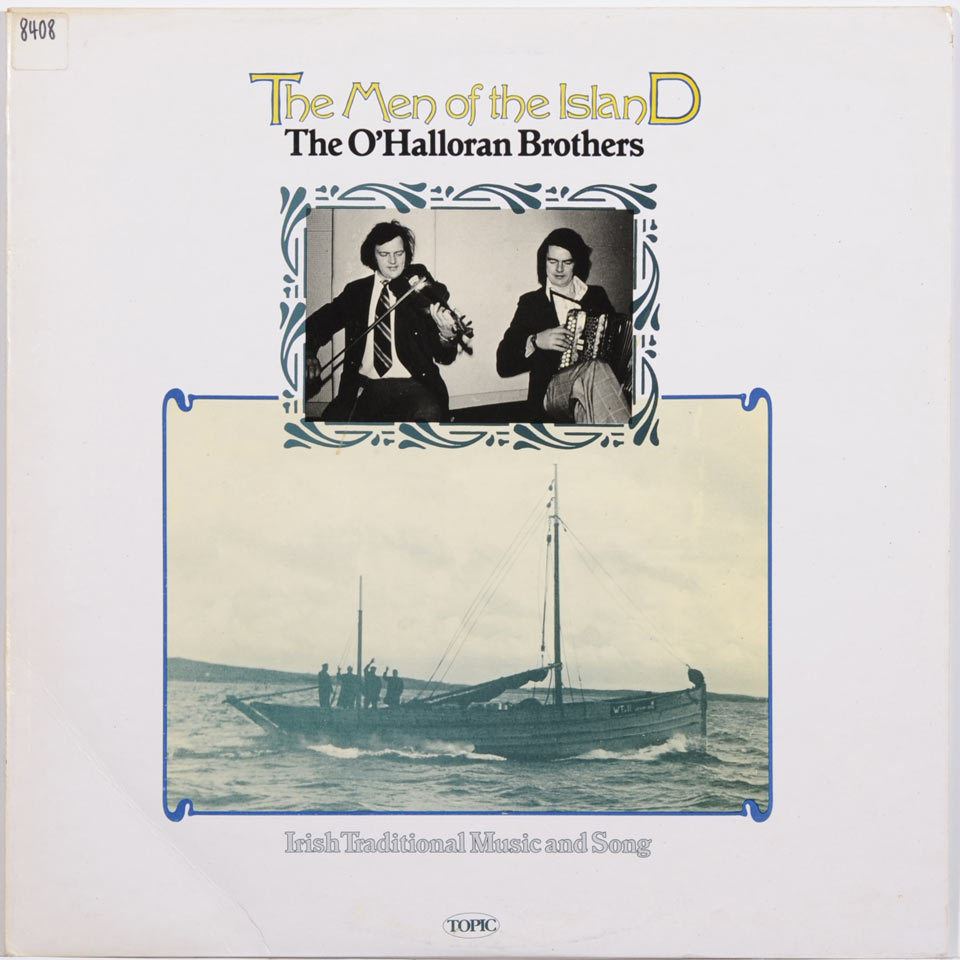 8408
The Men of the Island
The O'Halloran Brothers
Irish Traditional Music and Song
TOPIC